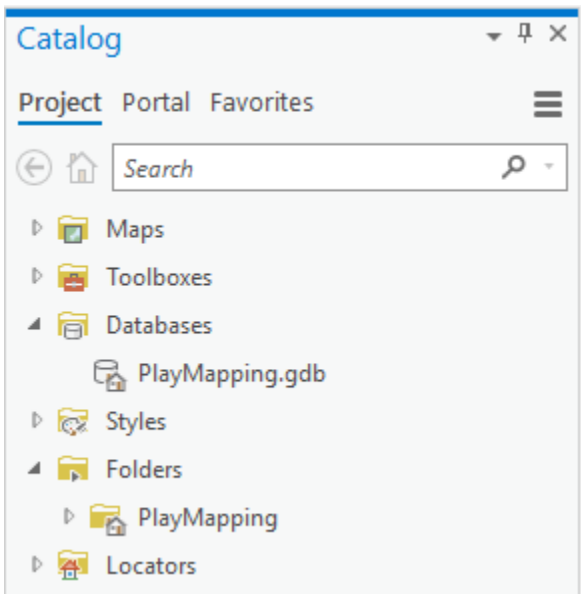 Catalog
Project Portal Favorites
Search
Maps
Toolboxes
Databases
PlayMapping.gdb
Styles
Folders
PlayMapping
Locators